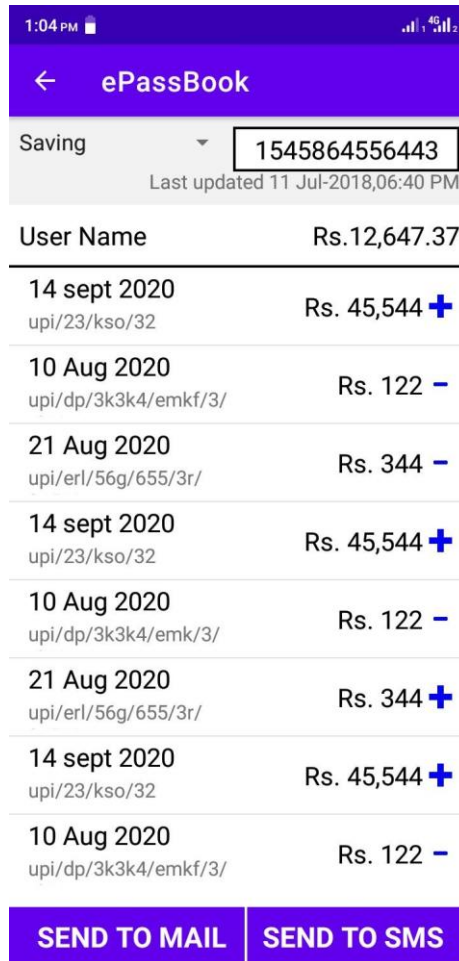 1:04 PM 1 4G 2
ePassBook
Saving 1545864556443
Last updated 11 Jul-2018,06:40 PM
User Name Rs.12,647.37
14 sept 2020
upi/23/kso/32
Rs. 45,544 +
10 Aug 2020
upi/dp/3k3k4/emkf/3/
Rs. 122 -
21 Aug 2020
upi/erl/56g/655/3r/
Rs. 344 -
14 sept 2020
upi/23/kso/32
Rs. 45,544 +
10 Aug 2020
upi/dp/3k3k4/emk/3/
Rs. 122 -
21 Aug 2020
upi/erl/56g/655/3r/
Rs. 344 +
14 sept 2020
upi/23/kso/32
Rs. 45,544 +
10 Aug 2020
upi/dp/3k3k4/emkf/3/
Rs. 122 -
SEND TO MAIL SEND TO SMS